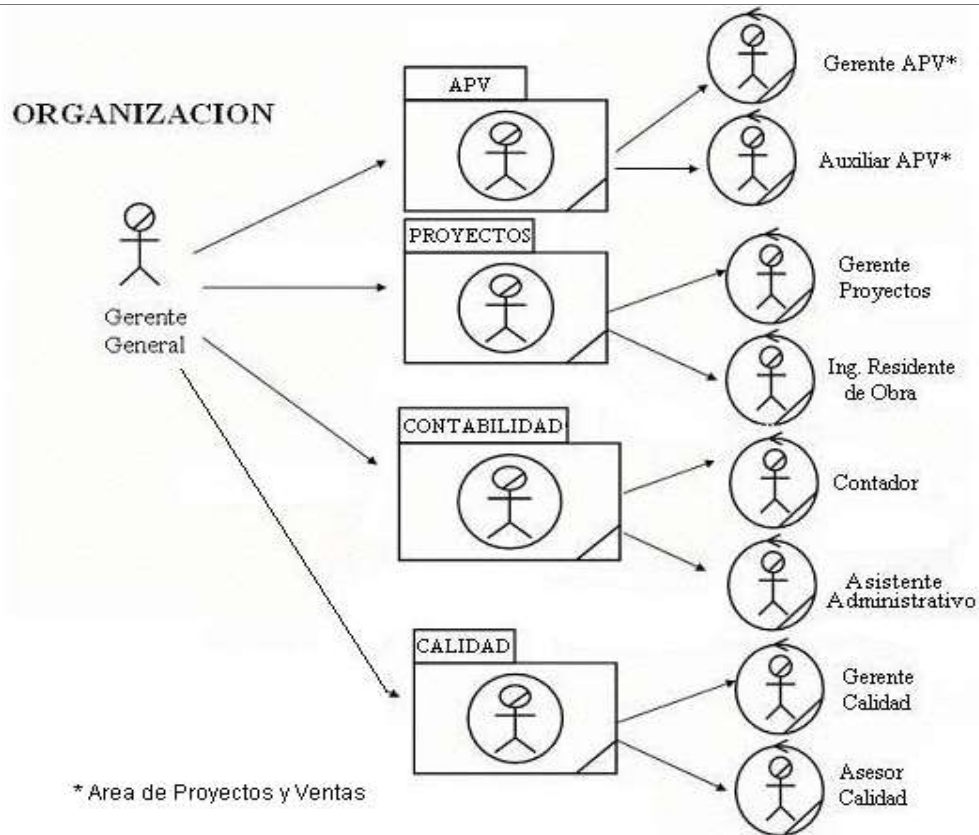 ORGANIZACION
Gerente
General
APV
Gerente APV*
Auxiliar APV*
PROYECTOS
Gerente
Proyectos
Ing. Residente
de Obra
CONTABILIDAD
Contador
Asistente
Administrativo
CALIDAD
Gerente
Calidad
Asesor
Calidad
* Area de Proyectos y Ventas